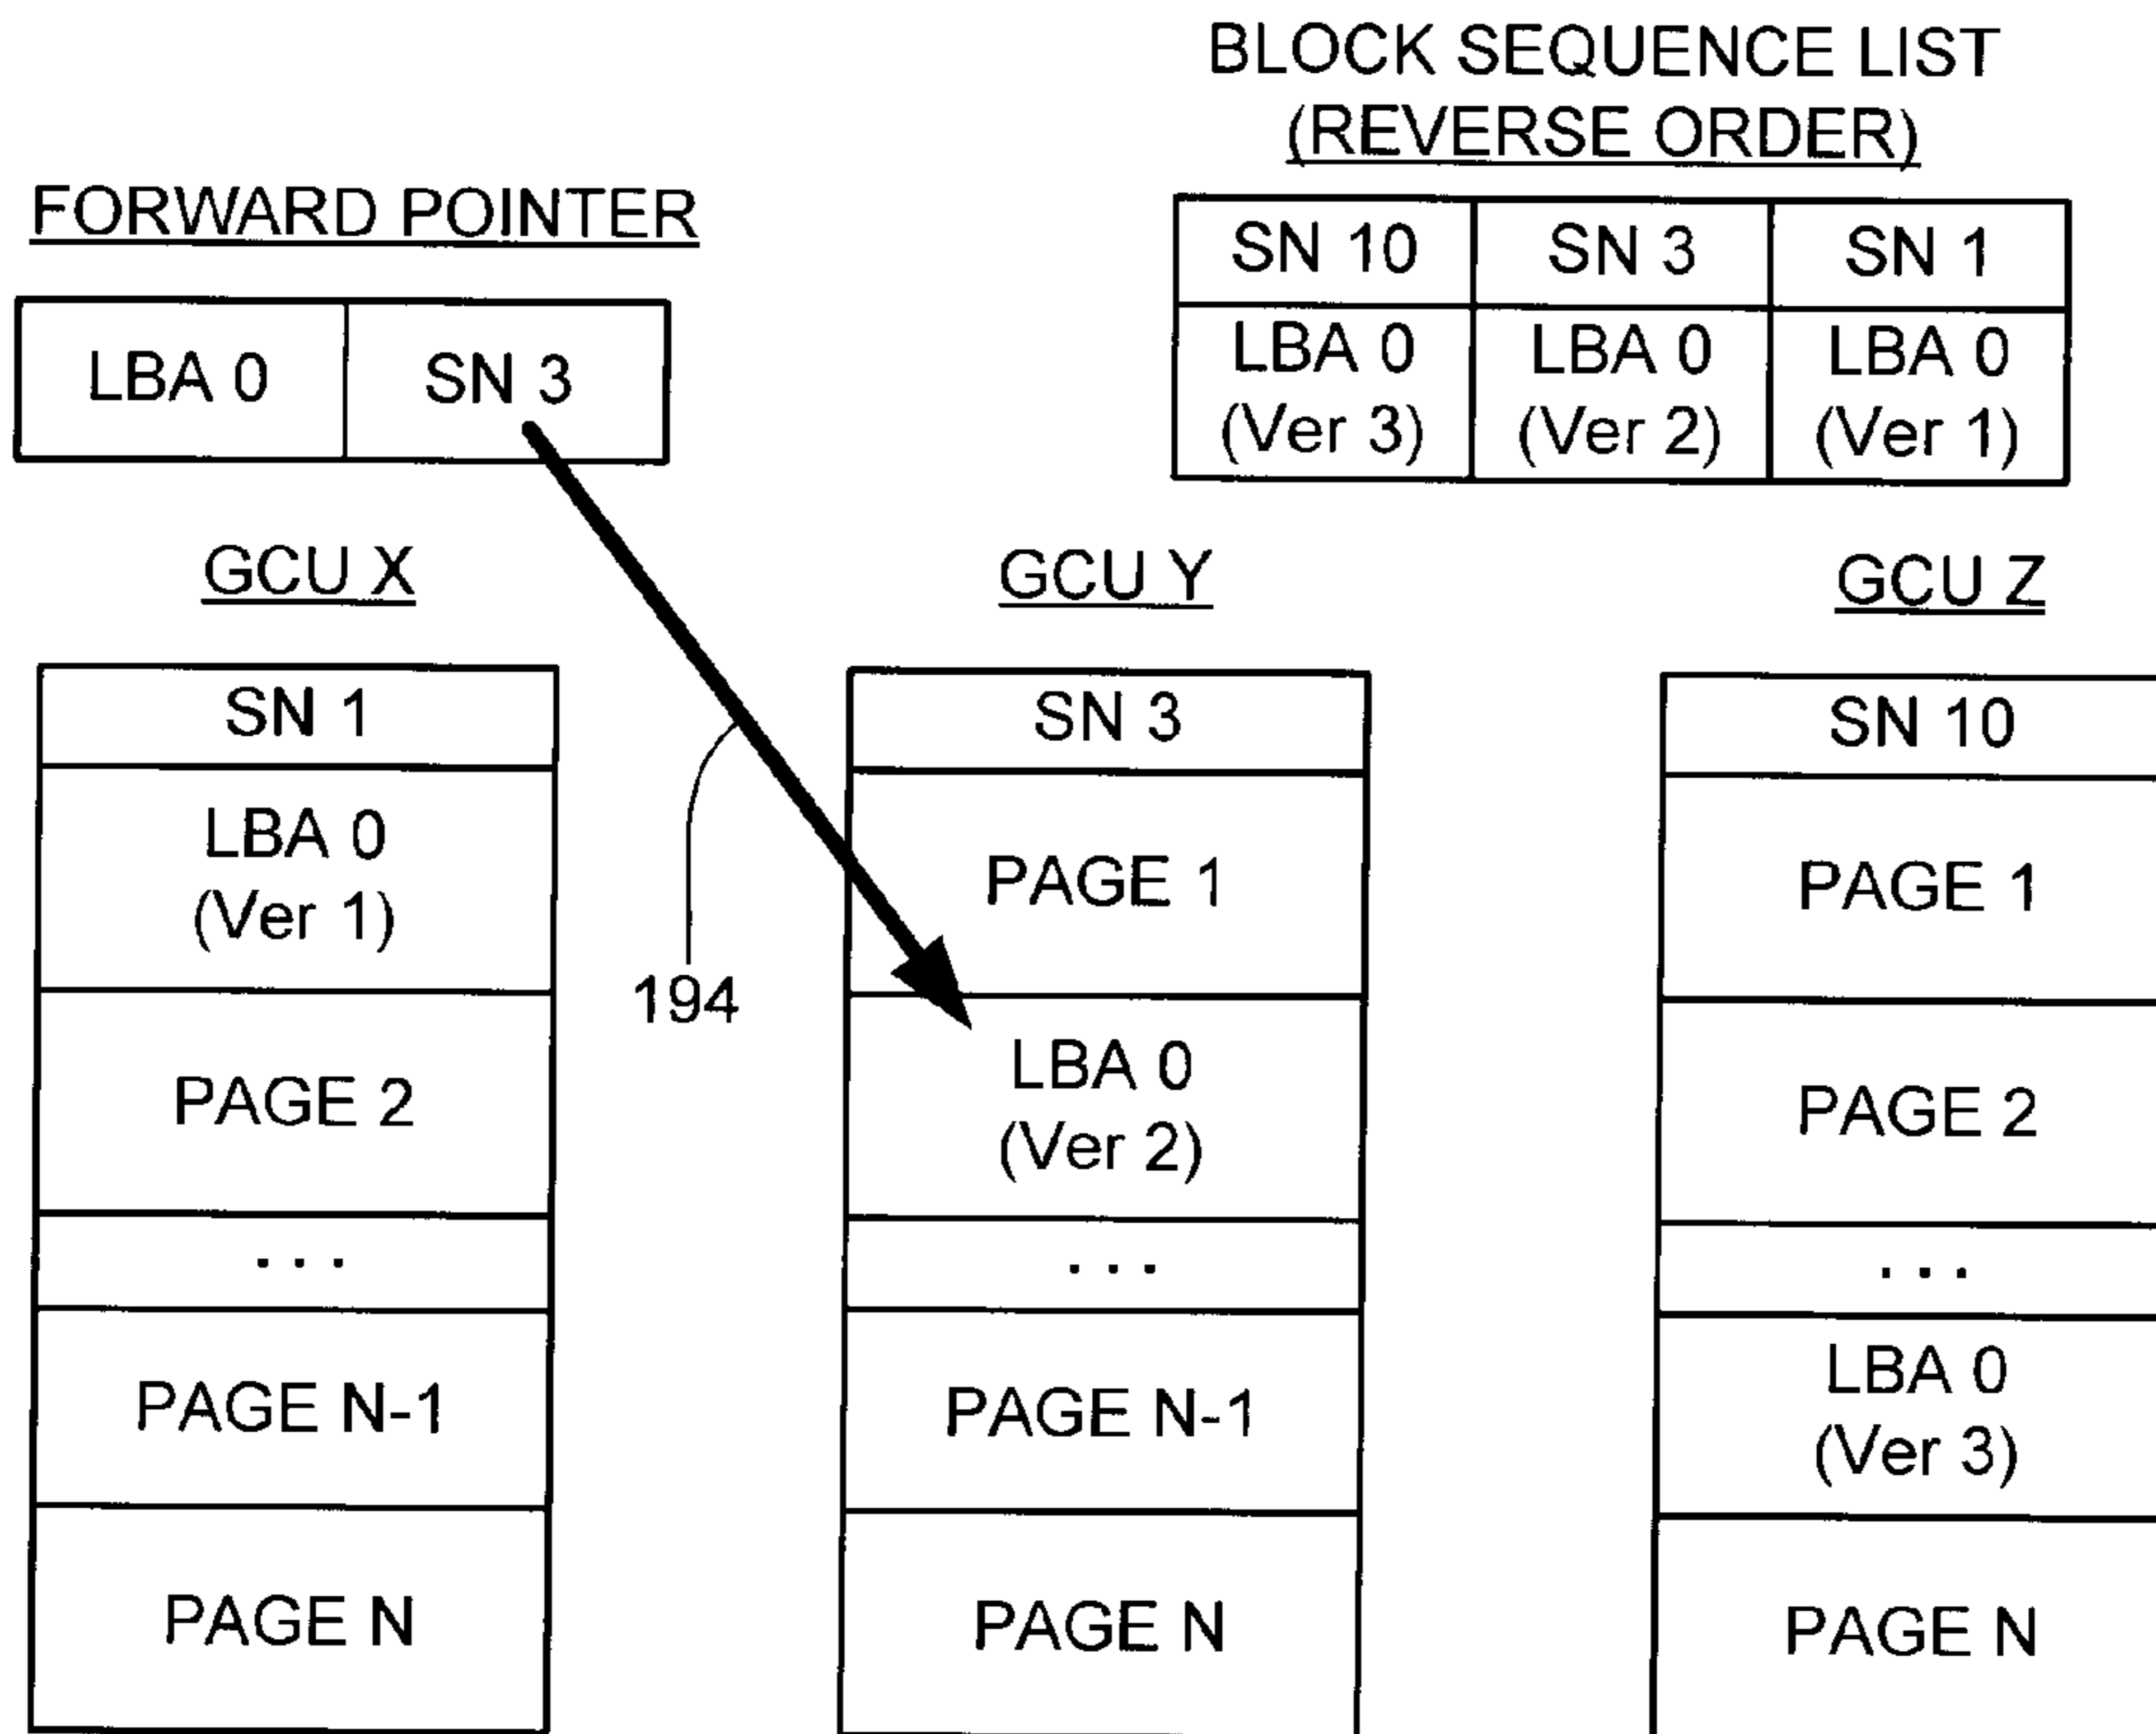 BLOCK SEQUENCE LIST
(REVERSE ORDER)
FORWARD POINTER
SN 10 SN 3 SN 1
LBA 0 SN 3
LBA 0 LBA 0 LBA 0
(Ver 3) (Ver 2) (Ver 1)
GCU X GCU Y GCU Z
SN 1
LBA 0
(Ver 1)
PAGE 2
...
PAGE N-1
PAGE N
194
SN 3
PAGE 1
LBA 0
(Ver 2)
...
PAGE N-1
PAGE N
SN 10
PAGE 1
PAGE 2
...
LBA 0
(Ver 3)
PAGE N